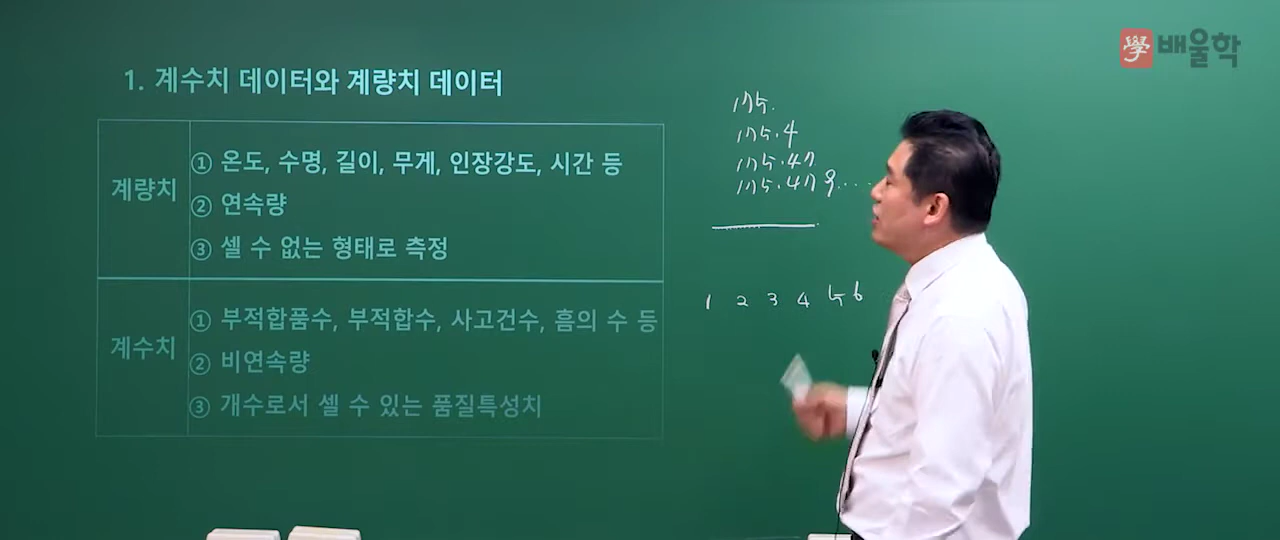 學 배울학
1. 계수치 데이터와 계량치 데이터
계량치
① 온도, 수명, 길이, 무게, 인장강도, 시간 등
② 연속량
③ 셀 수 없는 형태로 측정
계수치
① 부적합품수, 부적합수, 사고건수, 흠의 수 등
② 비연속량
③ 개수로서 셀 수 있는 품질특성치
175.
175.4
175.47
175.478....
1 2 3 4 5 6